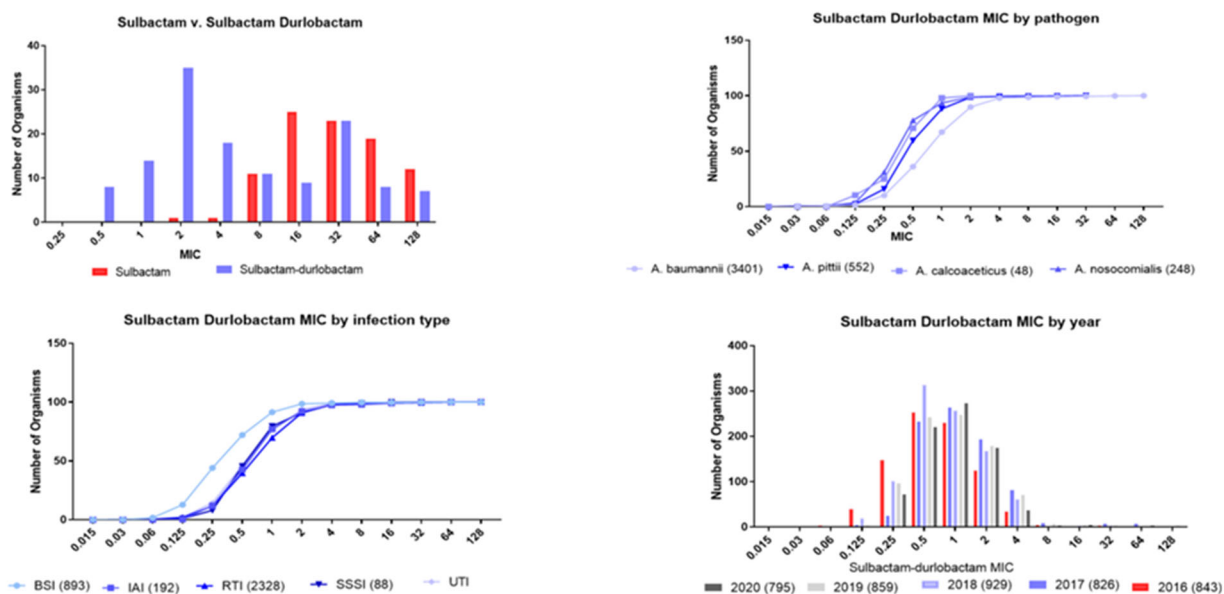 Sulbactam v. Sulbactam Durlobactam
Number of Organisms
40
30
20
10
0
0.25 0.5 1 2 4 8 16 32 64 128
MIC
Sulbactam Sulbactam-durlobactam
Sulbactam Durlobactam MIC by pathogen
Number of Organisms
150
100
50
0
0.015 0.03 0.06 0.125 0.25 0.5 1 2 4 8 16 32 64 128
MIC
A. baumannii (3401) A. pittii (552) A. calcoaceticus (48) A. nosocomialis (248)
Sulbactam Durlobactam MIC by infection type
Number of Organisms
150
100
50
0
0.015 0.03 0.06 0.125 0.25 0.5 1 2 4 8 16 32 64 128
BSI (893) IAI (192) RTI (2328) SSSI (88) UTI
Sulbactam Durlobactam MIC by year
Number of Organisms
400
300
200
100
0
0.015 0.03 0.06 0.125 0.25 0.5 1 2 4 8 16 32 64 128
Sulbactam-durlobactam MIC
2020 (795) 2019 (859) 2018 (929) 2017 (826) 2016 (843)